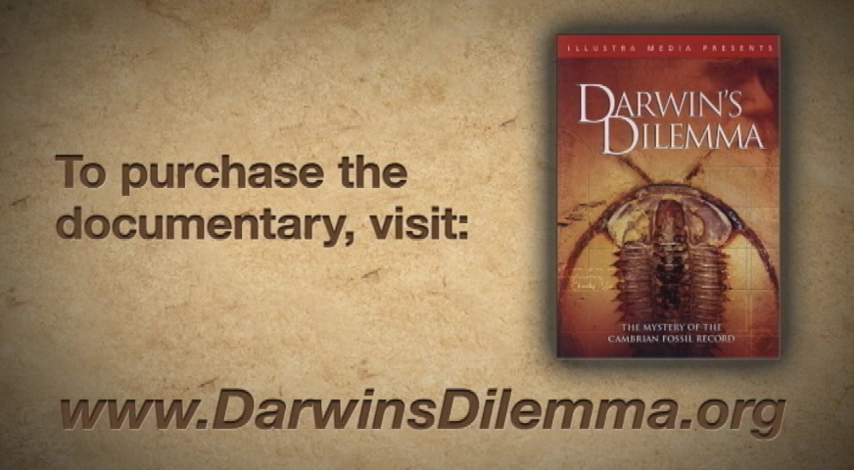 To purchase the
documentary, visit:
ILLUSTRA MEDIA PRESENTS
DARWIN'S
DILEMMA
THE MYSTERY OF THE
CAMBRIAN FOSSIL RECORD
www.DarwinsDilemma.org